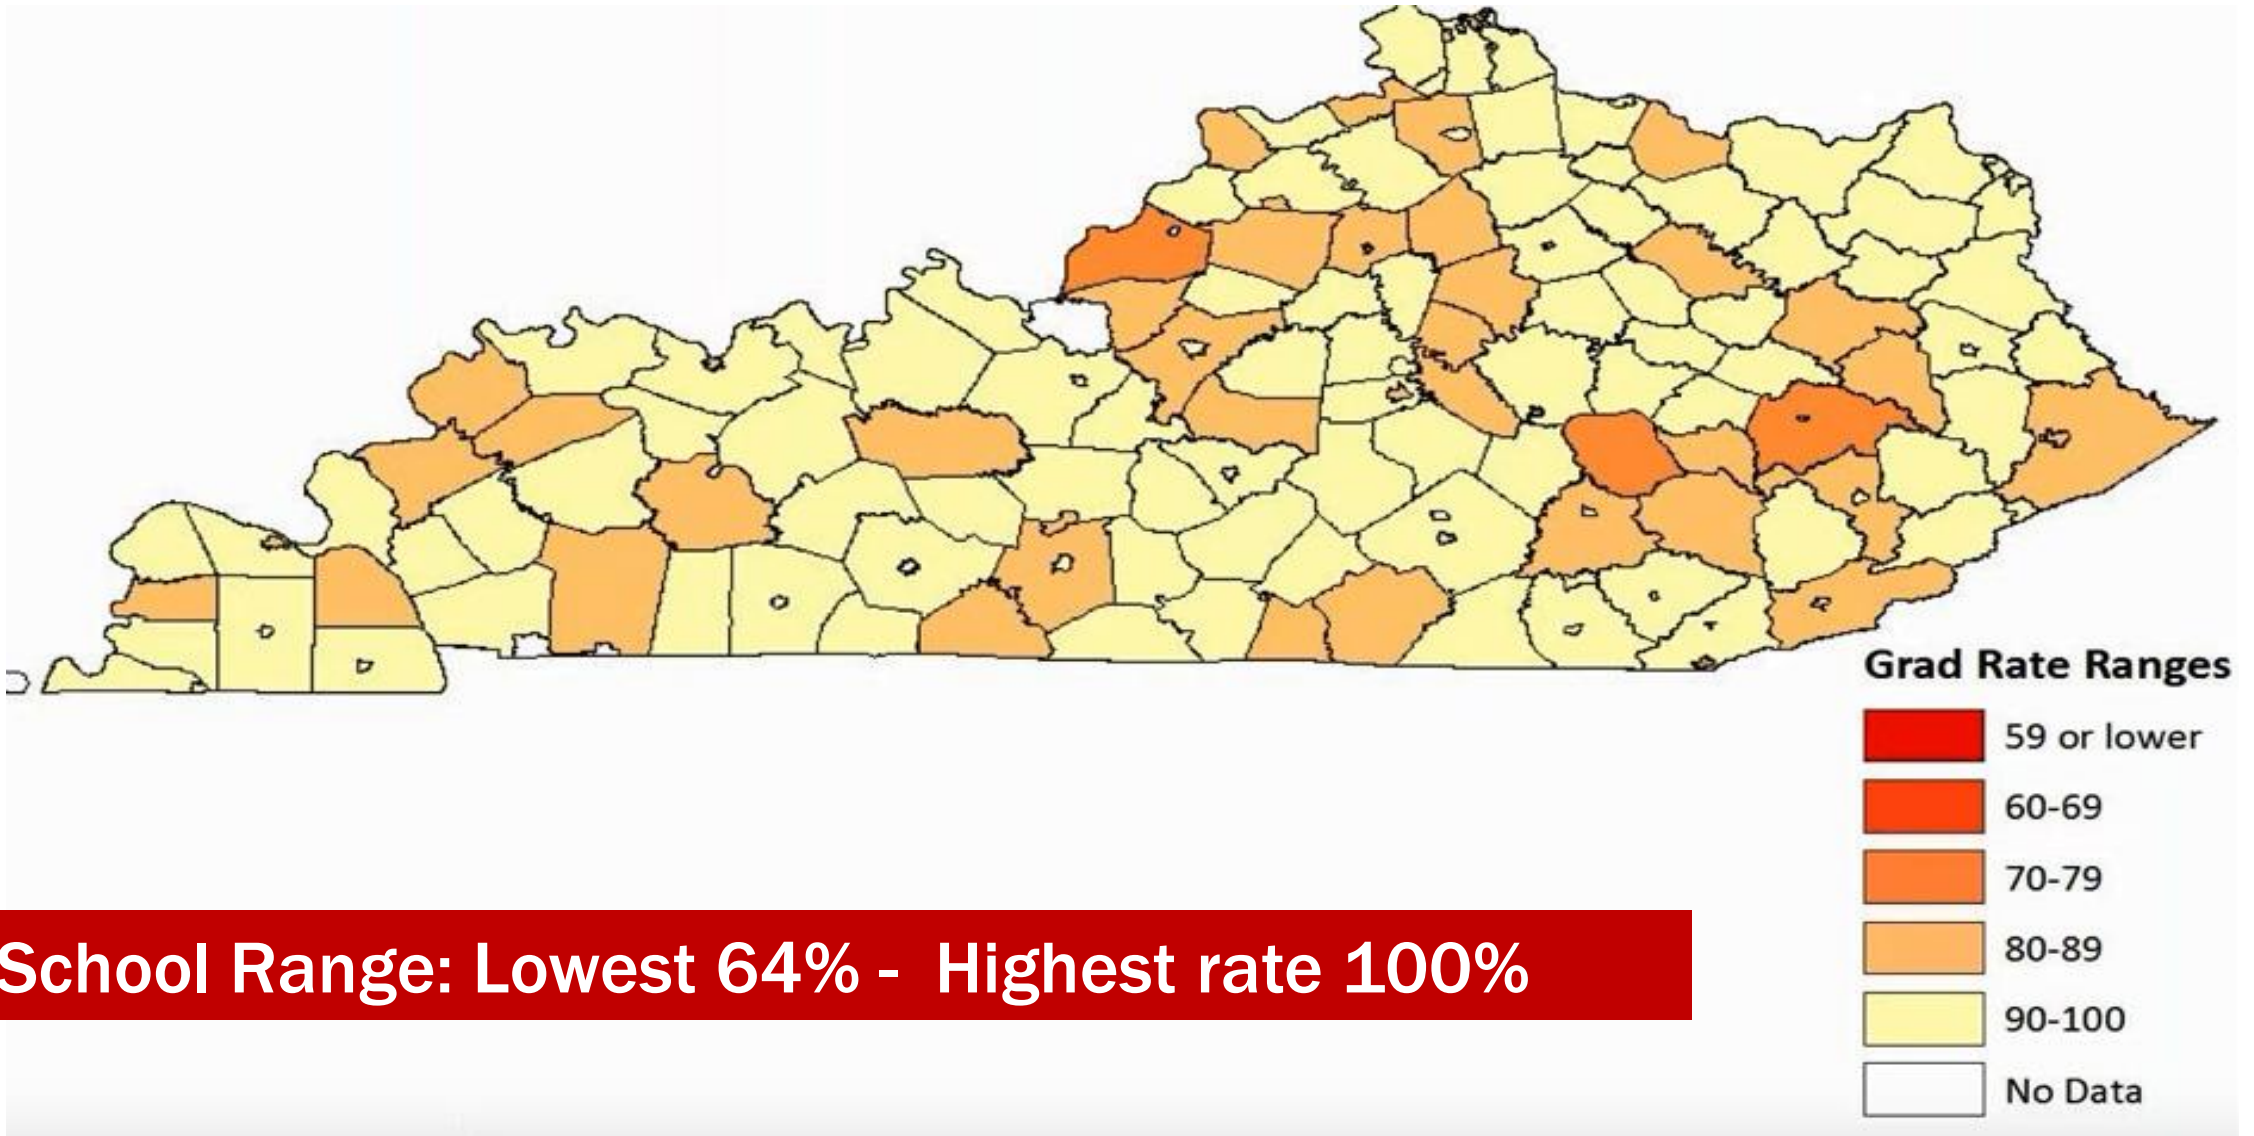 Grad Rate Ranges
59 or lower
60-69
70-79
80-89
90-100
No Data
School Range: Lowest 64% - Highest rate 100%